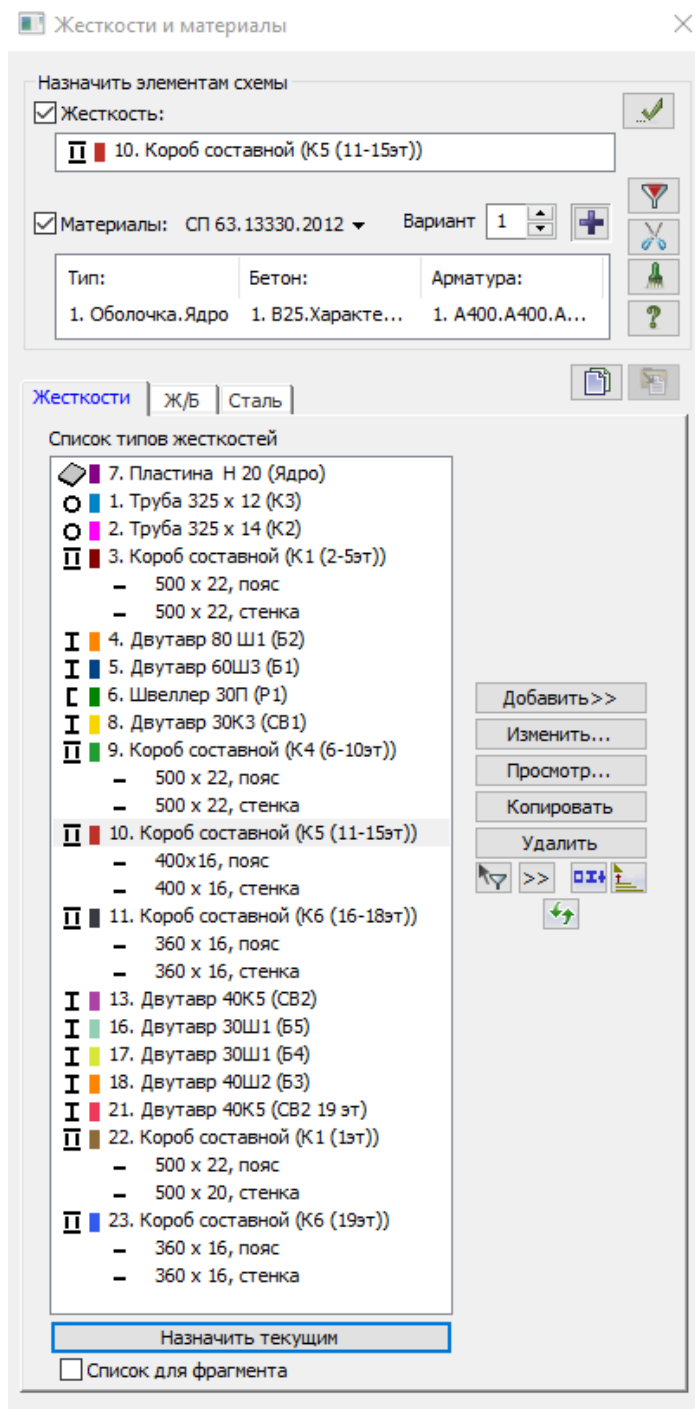 Жесткости и материалы
Назначить элементам схемы
Жесткость:
10. Короб составной (К5 (11-15эт))
Материалы: СП 63.13330.2012 Вариант 1
Тип: Бетон: Арматура:
1. Оболочка.Ядро 1. B25.Характе... 1. A400.A400.A...
Жесткости Ж/Б Сталь
Список типов жесткостей
7. Пластина Н 20 (Ядро)
1. Труба 325 x 12 (К3)
2. Труба 325 x 14 (К2)
3. Короб составной (К1 (2-5эт))
500 x 22, пояс
500 x 22, стенка
4. Двутавр 80 Ш1 (Б2)
5. Двутавр 60Ш3 (Б1)
6. Швеллер 30П (Р1)
8. Двутавр 30К3 (СВ1)
9. Короб составной (К4 (6-10эт))
500 x 22, пояс
500 x 22, стенка
10. Короб составной (К5 (11-15эт))
400x16, пояс
400 x 16, стенка
11. Короб составной (К6 (16-18эт))
360 x 16, пояс
360 x 16, стенка
13. Двутавр 40К5 (СВ2)
16. Двутавр 30Ш1 (Б5)
17. Двутавр 30Ш1 (Б4)
18. Двутавр 40Ш2 (Б3)
21. Двутавр 40К5 (СВ2 19 эт)
22. Короб составной (К1 (1эт))
500 x 22, пояс
500 x 20, стенка
23. Короб составной (К6 (19эт))
360 x 16, пояс
360 x 16, стенка
Добавить>>
Изменить...
Просмотр...
Копировать
Удалить
>>
Назначить текущим
Список для фрагмента